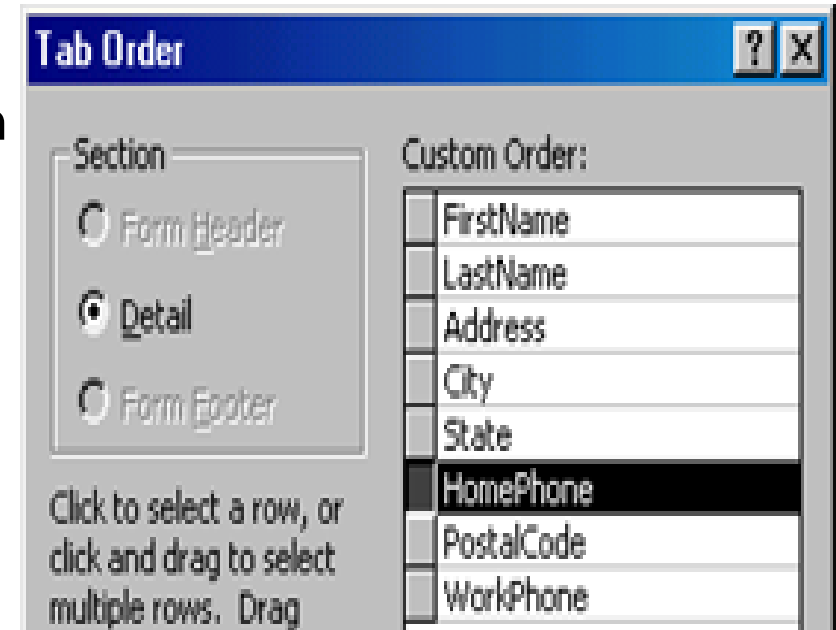 Tab Order
Section
Form Header
Detail
Form Footer
Click to select a row, or
click and drag to select
multiple rows. Drag
Custom Order:
FirstName
LastName
Address
City
State
HomePhone
PostalCode
WorkPhone